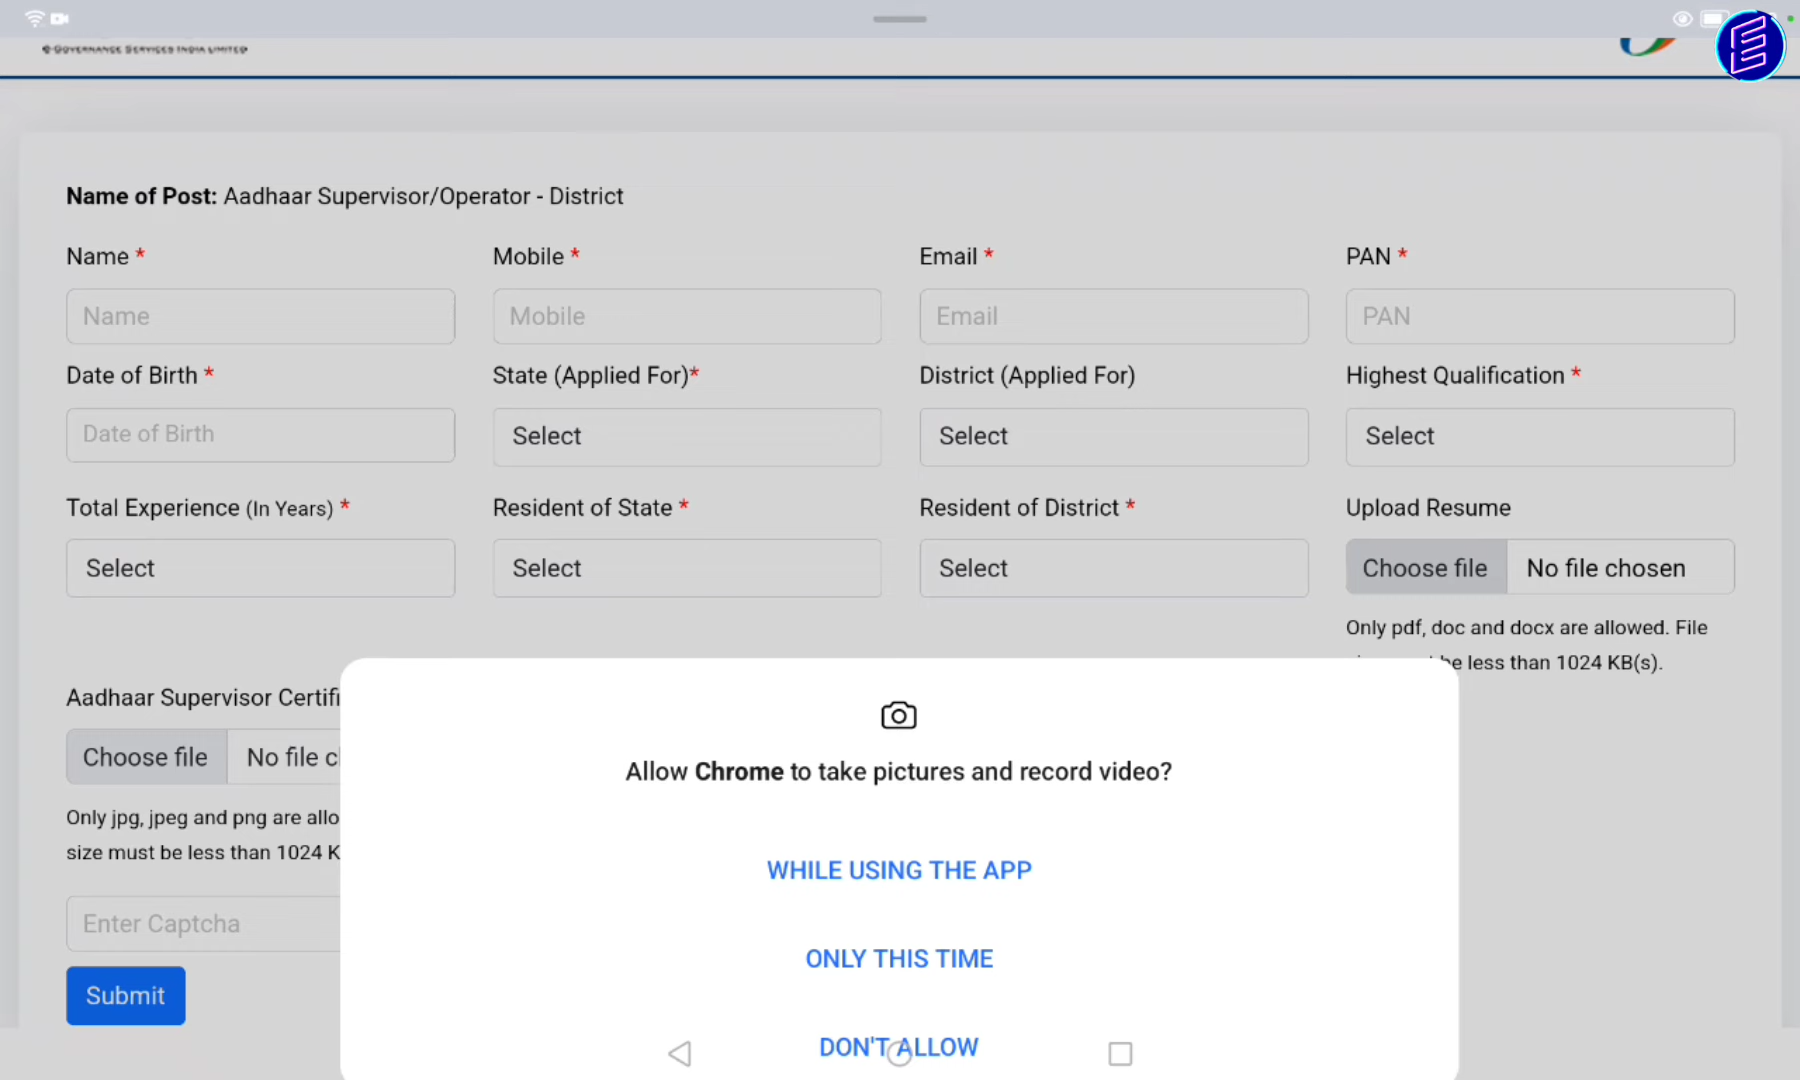 e-Governance Services India Limited
Name of Post: Aadhaar Supervisor/Operator - District
Name * Mobile * Email * PAN *
Name Mobile Email PAN
Date of Birth * State (Applied For)* District (Applied For) Highest Qualification *
Date of Birth Select Select Select
Total Experience (In Years) * Resident of State * Resident of District * Upload Resume
Select Select Select Choose file No file chosen
Only pdf, doc and docx are allowed. File
be less than 1024 KB(s).
Aadhaar Supervisor Certifi
Choose file No file c
Only jpg, jpeg and png are allo
size must be less than 1024 K
Enter Captcha
Submit
Allow Chrome to take pictures and record video?
WHILE USING THE APP
ONLY THIS TIME
DON'T ALLOW